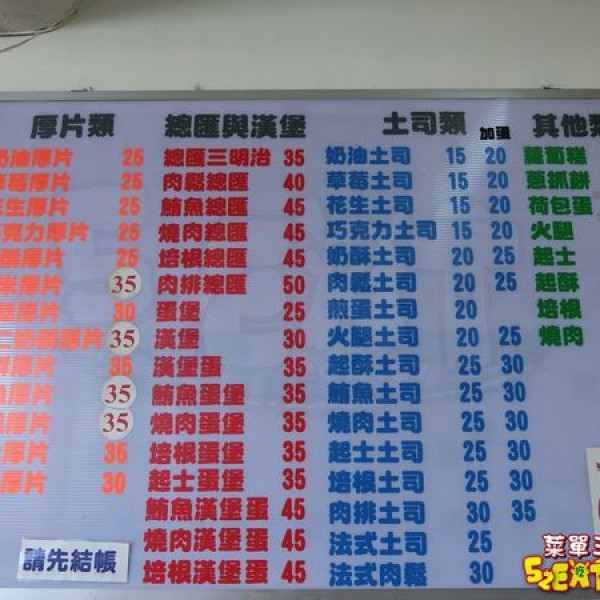 厚片類
奶油厚片 25
草莓厚片 25
花生厚片 25
巧克力厚片 25
奶酥厚片 25
厚片 35
厚片 30
厚片 35
厚片 35
厚片 35
厚片 35
厚片 35
厚片 30
請先結帳
總匯與漢堡
總匯三明治 35
肉鬆總匯 40
鮪魚總匯 45
燒肉總匯 45
培根總匯 45
肉排總匯 50
蛋堡 25
漢堡 30
漢堡蛋 35
鮪魚蛋堡 35
燒肉蛋堡 35
培根蛋堡 35
起士蛋堡 35
鮪魚漢堡蛋 45
燒肉漢堡蛋 45
培根漢堡蛋 45
土司類 加蛋
奶油土司 15 20
草莓土司 15 20
花生土司 15 20
巧克力土司 15 20
奶酥土司 20 25
肉鬆土司 20 25
煎蛋土司 20
火腿土司 20 25
起酥土司 25 30
鮪魚土司 25 30
燒肉土司 25 30
起士土司 25 30
培根土司 25 30
肉排土司 30 35
法式土司 25
法式肉鬆 30
其他類
蘿蔔糕
蔥抓餅
荷包蛋
火腿
起士
起酥
培根
燒肉
菜單